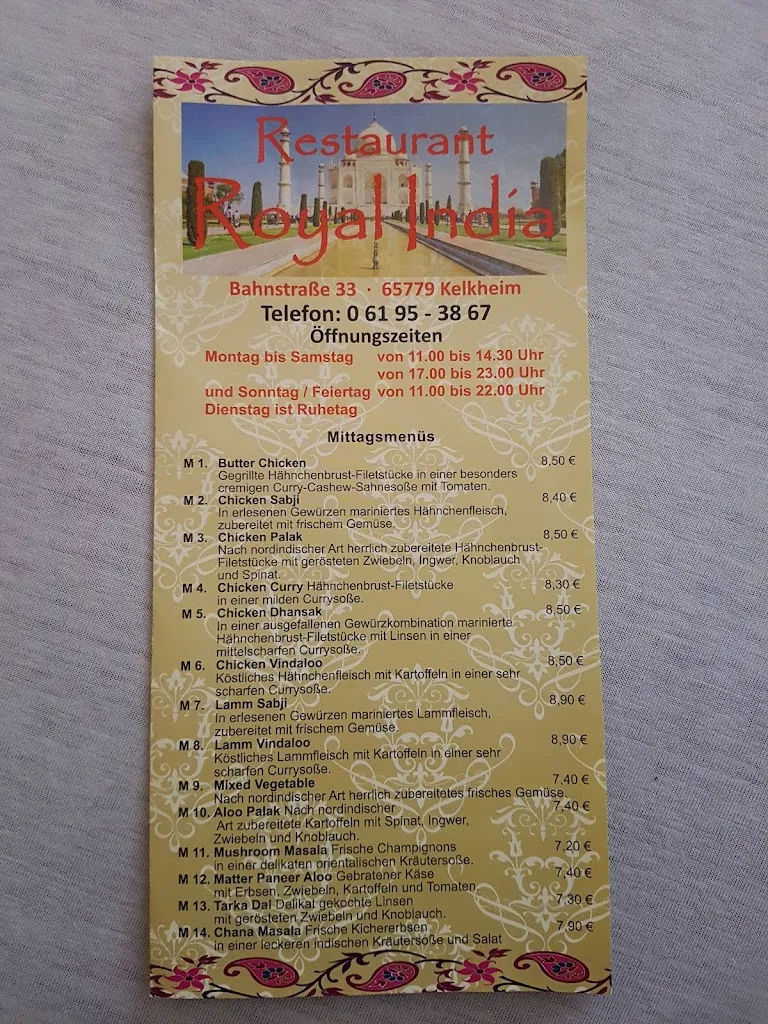 Restaurant
Royal India
Bahnstraße 33 · 65779 Kelkheim
Telefon: 0 61 95 - 38 67
Öffnungszeiten
Montag bis Samstag von 11.00 bis 14.30 Uhr
von 17.00 bis 23.00 Uhr
und Sonntag / Feiertag von 11.00 bis 22.00 Uhr
Dienstag ist Ruhetag
Mittagsmenüs
M 1. Butter Chicken 8,50 €
Gegrillte Hähnchenbrust-Filetstücke in einer besonders
cremigen Curry-Cashew-Sahnesoße mit Tomaten.
M 2. Chicken Sabji 8,40 €
In erlesenen Gewürzen mariniertes Hähnchenfleisch,
zubereitet mit frischem Gemüse.
M 3. Chicken Palak 8,50 €
Nach nordindischer Art herrlich zubereitete Hähnchenbrust-
Filetstücke mit gerösteten Zwiebeln, Ingwer, Knoblauch
und Spinat.
M 4. Chicken Curry Hähnchenbrust-Filetstücke 8,30 €
in einer milden Currysoße.
M 5. Chicken Dhansak 8,50 €
In einer ausgefallenen Gewürzkombination marinierte
Hähnchenbrust-Filetstücke mit Linsen in einer
mittelscharfen Currysoße.
M 6. Chicken Vindaloo 8,50 €
Köstliches Hähnchenfleisch mit Kartoffeln in einer sehr
scharfen Currysoße.
M 7. Lamm Sabji 8,90 €
In erlesenen Gewürzen mariniertes Lammfleisch,
zubereitet mit frischem Gemüse.
M 8. Lamm Vindaloo 8,90 €
Köstliches Lammfleisch mit Kartoffeln in einer sehr
scharfen Currysoße.
M 9. Mixed Vegetable 7,40 €
Nach nordindischer Art herrlich zubereitetes frisches Gemüse.
M 10. Aloo Palak Nach nordindischer 7,40 €
Art zubereitete Kartoffeln mit Spinat, Ingwer,
Zwiebeln und Knoblauch.
M 11. Mushroom Masala Frische Champignons 7,20 €
in einer delikaten orientalischen Kräutersoße.
M 12. Matter Paneer Aloo Gebratener Käse 7,40 €
mit Erbsen, Zwiebeln, Kartoffeln und Tomaten.
M 13. Tarka Dal Delikat gekochte Linsen 7,30 €
mit gerösteten Zwiebeln und Knoblauch.
M 14. Chana Masala Frische Kichererbsen 7,90 €
in einer leckeren indischen Kräutersoße und Salat